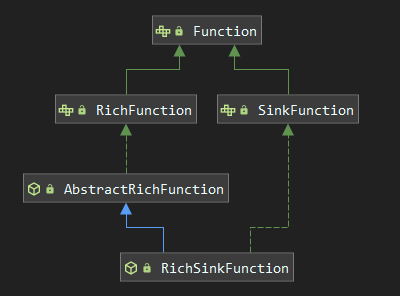 Function
RichFunction
SinkFunction
AbstractRichFunction
RichSinkFunction